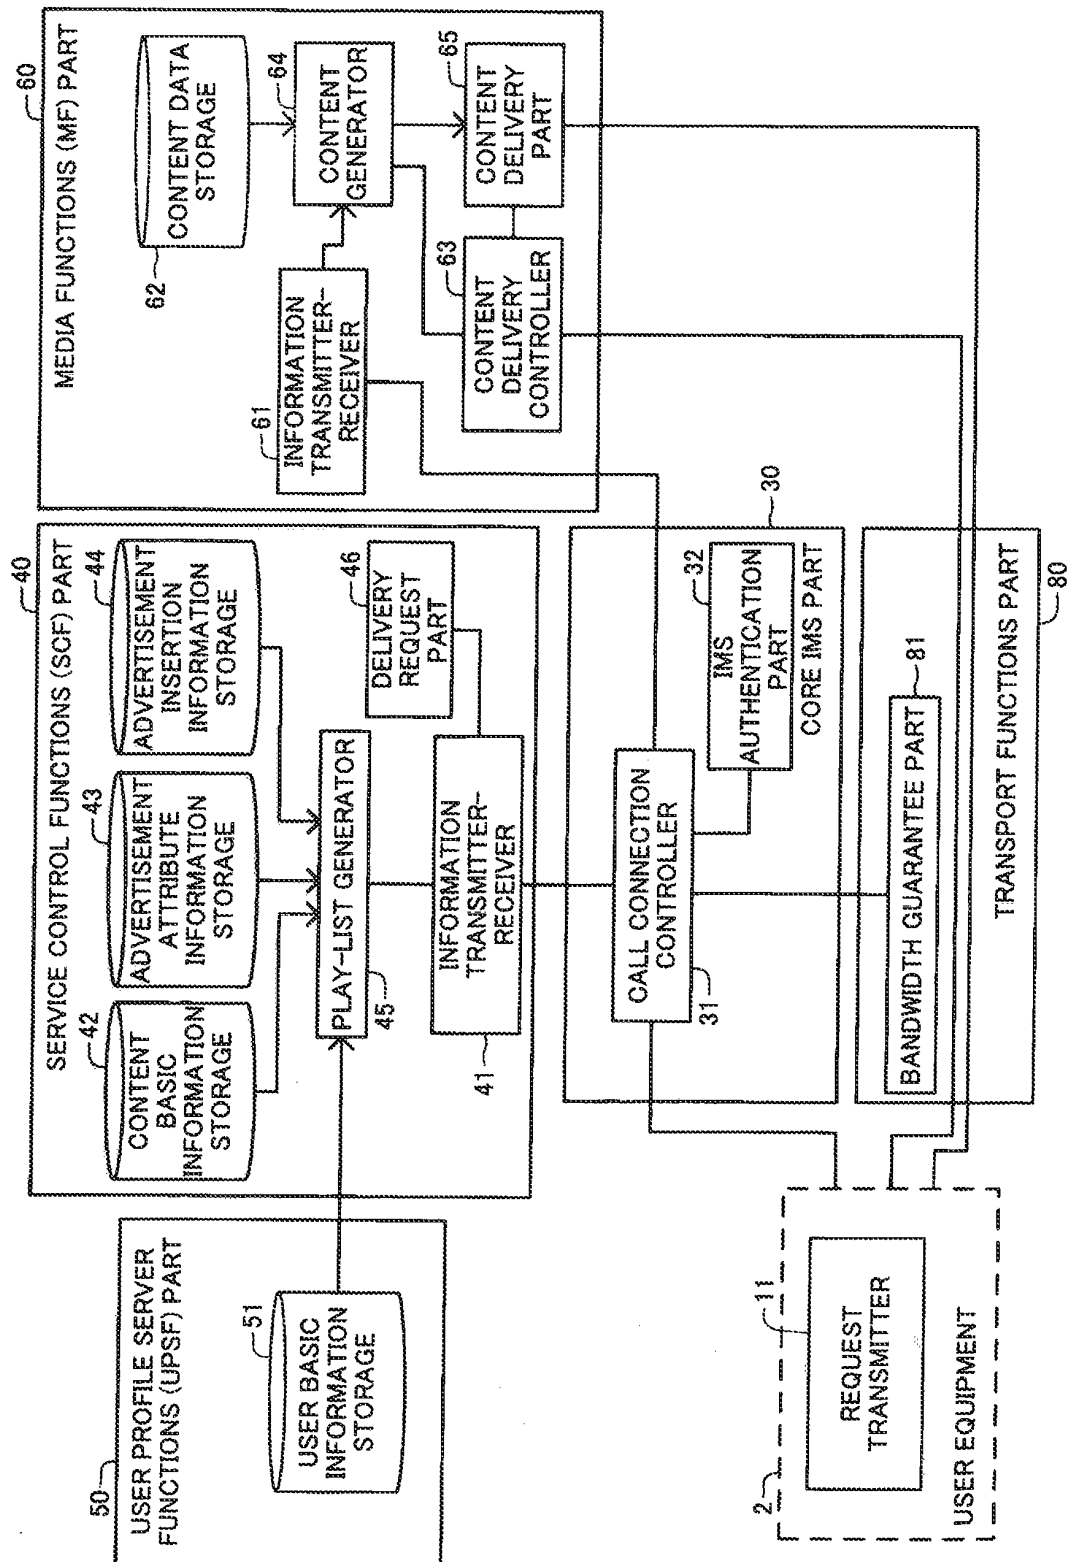 50
USER PROFILE SERVER
FUNCTIONS (UPSF) PART
51
USER BASIC
INFORMATION
STORAGE
40
SERVICE CONTROL FUNCTIONS (SCF) PART
42
CONTENT
BASIC
INFORMATION
STORAGE
43
ADVERTISEMENT
ATTRIBUTE
INFORMATION
STORAGE
44
ADVERTISEMENT
INSERTION
INFORMATION
STORAGE
PLAY-LIST GENERATOR
45
46
DELIVERY
REQUEST
PART
INFORMATION
TRANSMITTER-
RECEIVER
41
60
MEDIA FUNCTIONS (MF) PART
CONTENT DATA
STORAGE
62
61
INFORMATION
TRANSMITTER-
RECEIVER
64
CONTENT
GENERATOR
63
CONTENT
DELIVERY
CONTROLLER
65
CONTENT
DELIVERY
PART
30
CALL CONNECTION
CONTROLLER
31
32
IMS
AUTHENTICATION
PART
CORE IMS PART
81
BANDWIDTH GUARANTEE PART
TRANSPORT FUNCTIONS PART
80
2
11
REQUEST
TRANSMITTER
USER EQUIPMENT